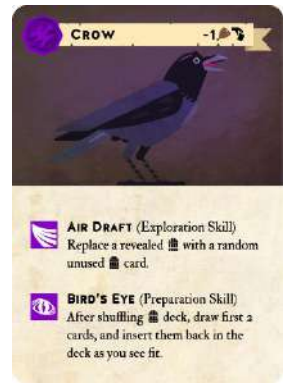 CROW -1
AIR DRAFT (Exploration Skill)
Replace a revealed with a random
unused card.
BIRD'S EYE (Preparation Skill)
After shuffling deck, draw first 2
cards, and insert them back in the
deck as you see fit.